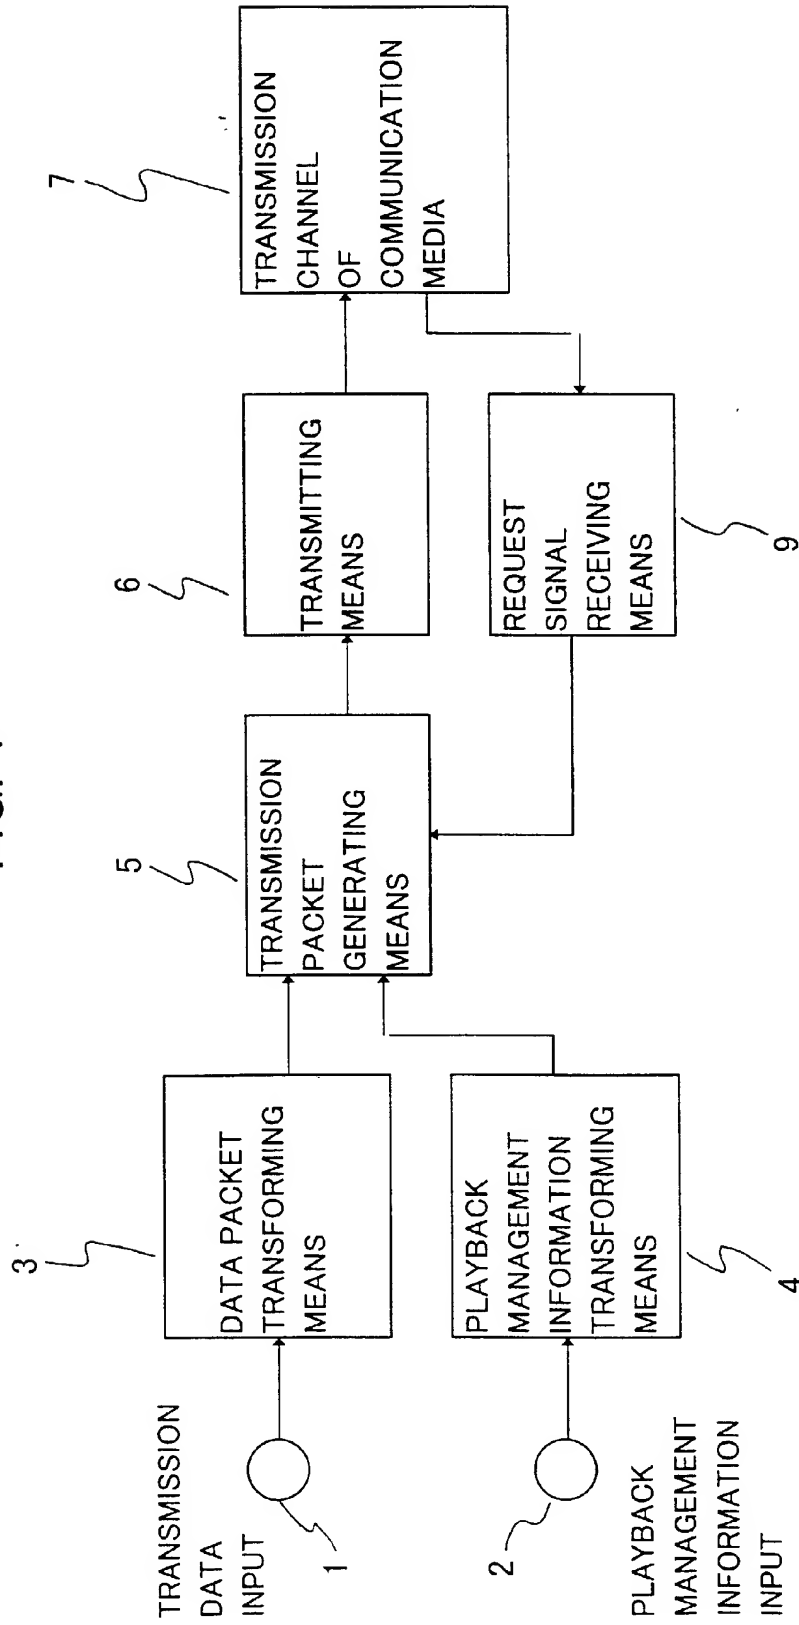 TRANSMISSION
DATA
INPUT
1
PLAYBACK
MANAGEMENT
INFORMATION
INPUT
2
3
DATA PACKET
TRANSFORMING
MEANS
PLAYBACK
MANAGEMENT
INFORMATION
TRANSFORMING
MEANS
4
5
TRANSMISSION
PACKET
GENERATING
MEANS
6
TRANSMITTING
MEANS
REQUEST
SIGNAL
RECEIVING
MEANS
9
7
TRANSMISSION
CHANNEL
OF
COMMUNICATION
MEDIA